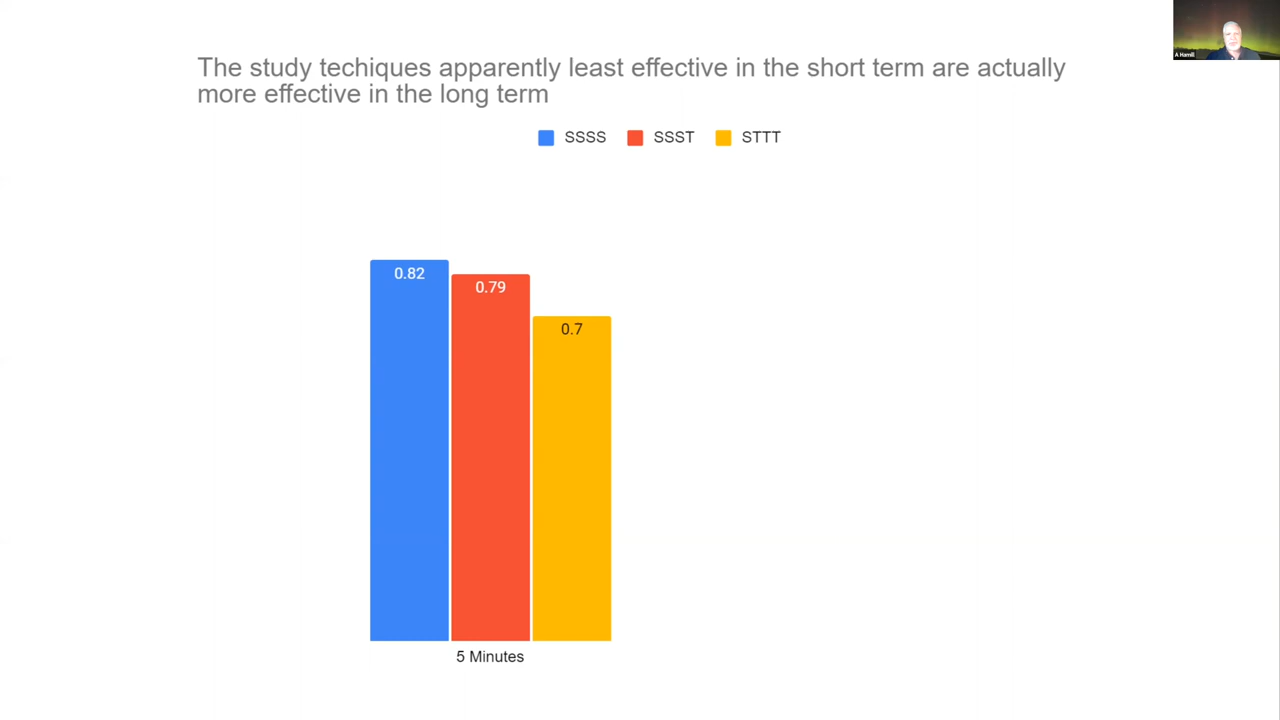 A Hamill
The study techiques apparently least effective in the short term are actually
more effective in the long term
SSSS SSST STTT
0.82
0.79
0.7
5 Minutes